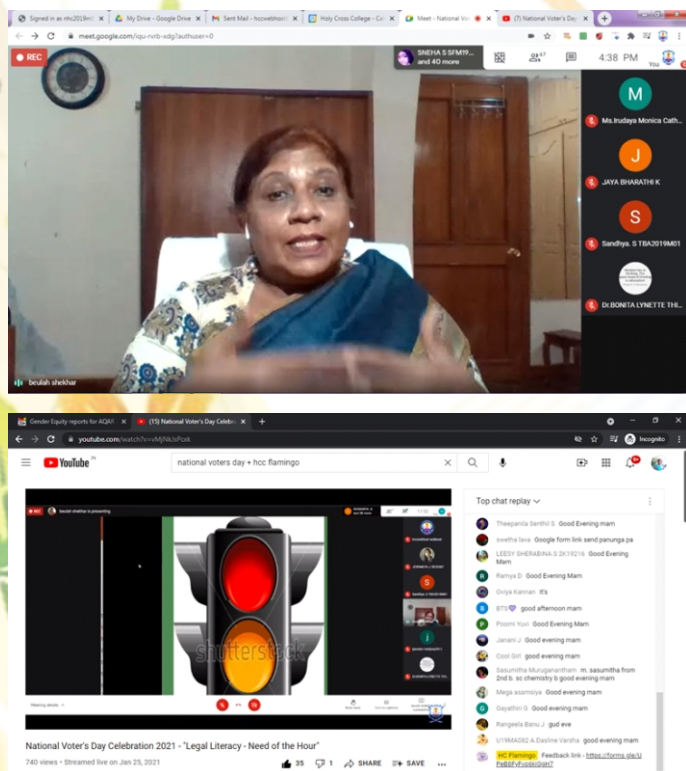 Signed in as nhc2019m
My Drive - Google Drive
Sent Mail - hccwebhost
Holy Cross College - Col
Meet - National Vo
(7) National Voter's Day
meet.google.com/iqu-nvrb-xdg?authuser=0
REC
SNEHA S SFM19...
and 40 more
47
4:38 PM
You
M
Ms.Irudaya Monica Cath...
J
JAYA BHARATHI K
S
Sandhya. S TBA2019M01
Dr.BONITA LYNETTE THI...
beulah shekhar
Gender Equity reports for AQAR
(15) National Voter's Day Celebr
youtube.com/watch?v=
Incognito
YouTube
national voters day + hcc flamingo
REC
beulah shekhar is presenting
S
shutterstock
j
Meeting details
Top chat replay
Theepanila Senthil S Good Evening mam
swetha lava Google form link send panunga pa
LEESY SHERABINA S 2K19216 Good Evening
Mam
R
Ramya D Good Evening Mam
Oviya Kannan It's
B
BTS💜 good afternoon mam
P
Poorni Yuvi Good Evening Mam
Janani J Good evening mam
Cool Girl good evening mam
Sasumitha Muruganantham m. sasumitha from
2nd b. sc chemistry b good evening mam
Mega asamsiya Good evening mam
G
Gayathiri G Good evening mam
Rangeela Banu J gud eve
U19MA082 A.Dasline Varsha good evening mam
HC Flamingo Feedback link - https://forms.gle/U
National Voter's Day Celebration 2021 - "Legal Literacy - Need of the Hour"
740 views • Streamed live on Jan 25, 2021
35
1
SHARE
SAVE